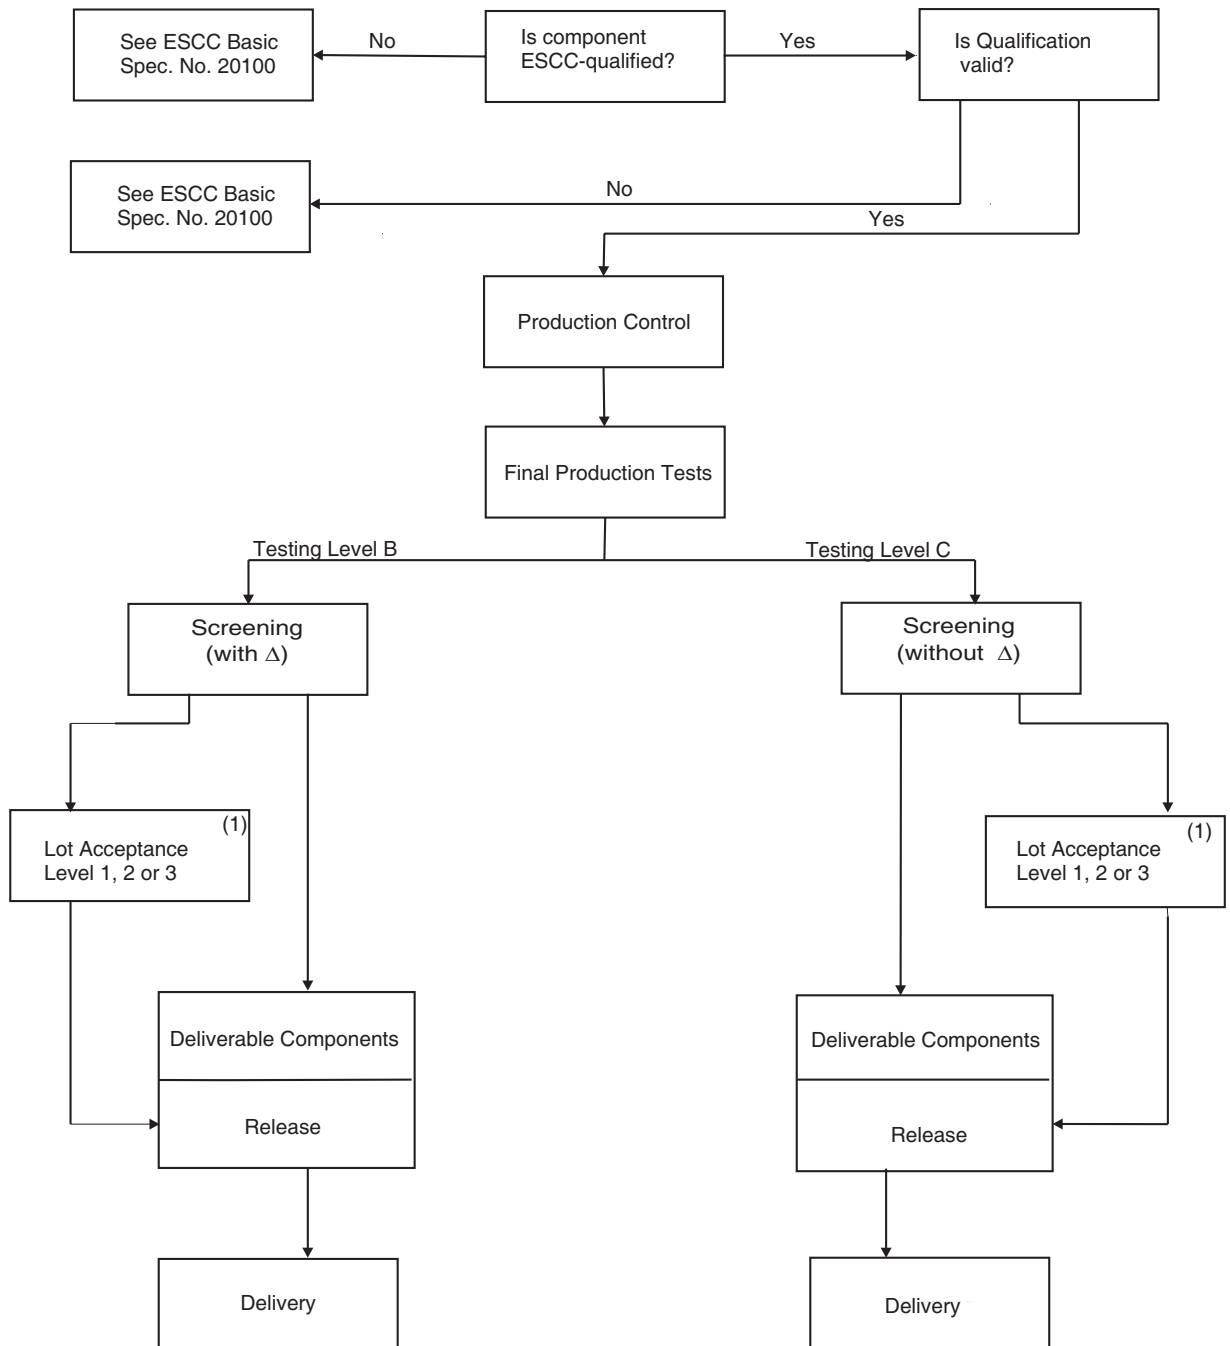 See ESCC Basic
Spec. No. 20100
No
Is component
ESCC-qualified?
Yes
Is Qualification
valid?
See ESCC Basic
Spec. No. 20100
No
Yes
Production Control
Final Production Tests
Testing Level B
Testing Level C
Screening
(with Δ)
Screening
(without Δ)
(1)
Lot Acceptance
Level 1, 2 or 3
(1)
Lot Acceptance
Level 1, 2 or 3
Deliverable Components
Release
Deliverable Components
Release
Delivery
Delivery